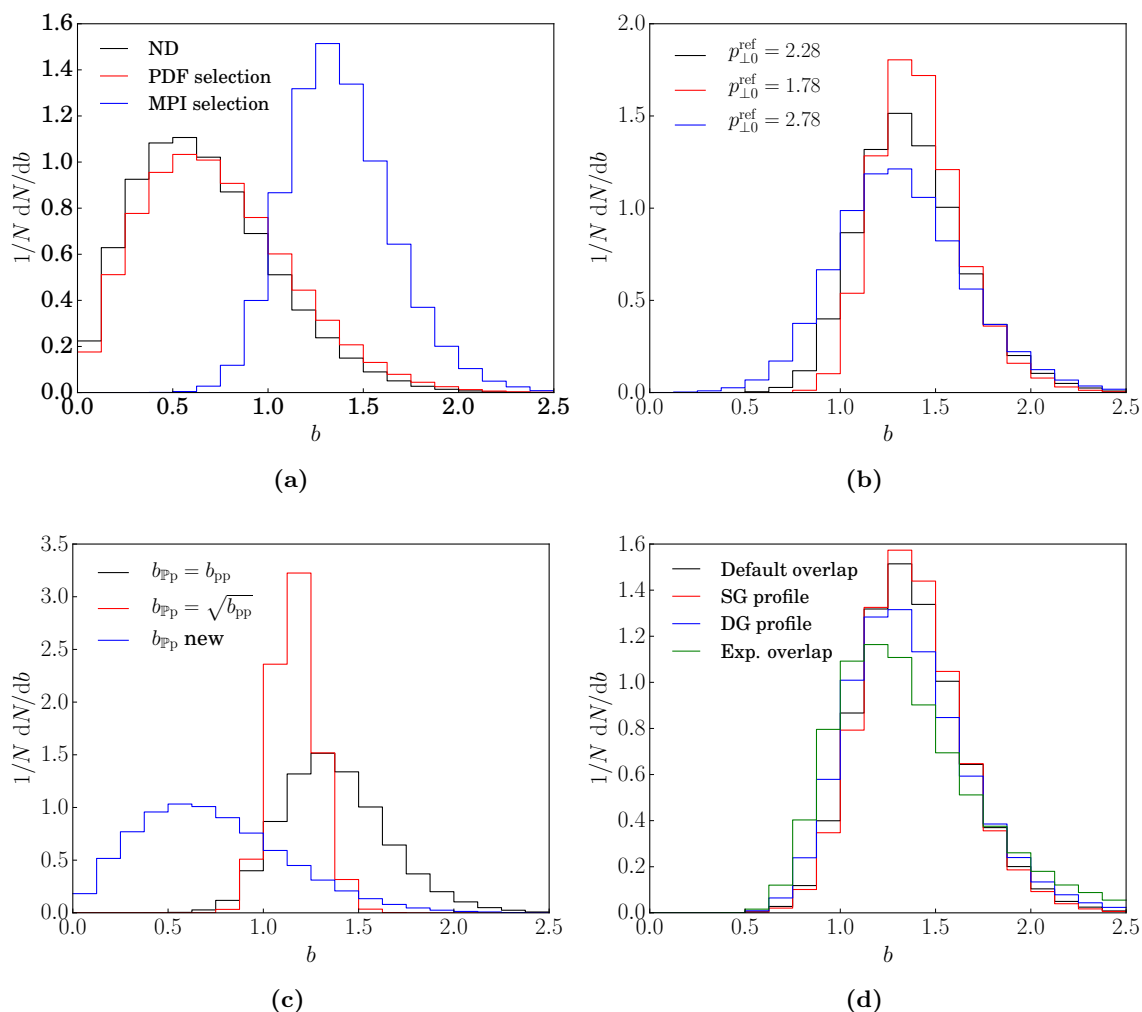 1.6
1.4
1.2
1.0
0.8
0.6
0.4
0.2
0.0
1/N dN/db
ND
PDF selection
MPI selection
0.0 0.5 1.0 1.5 2.0 2.5
b
(a)
2.0
1.5
1.0
0.5
0.0
1/N dN/db
p_{⊥0}^{ref} = 2.28
p_{⊥0}^{ref} = 1.78
p_{⊥0}^{ref} = 2.78
0.0 0.5 1.0 1.5 2.0 2.5
b
(b)
3.5
3.0
2.5
2.0
1.5
1.0
0.5
0.0
1/N dN/db
b_{ℙp} = b_{pp}
b_{ℙp} = √b_{pp}
b_{ℙp} new
0.0 0.5 1.0 1.5 2.0 2.5
b
(c)
1.6
1.4
1.2
1.0
0.8
0.6
0.4
0.2
0.0
1/N dN/db
Default overlap
SG profile
DG profile
Exp. overlap
0.0 0.5 1.0 1.5 2.0 2.5
b
(d)